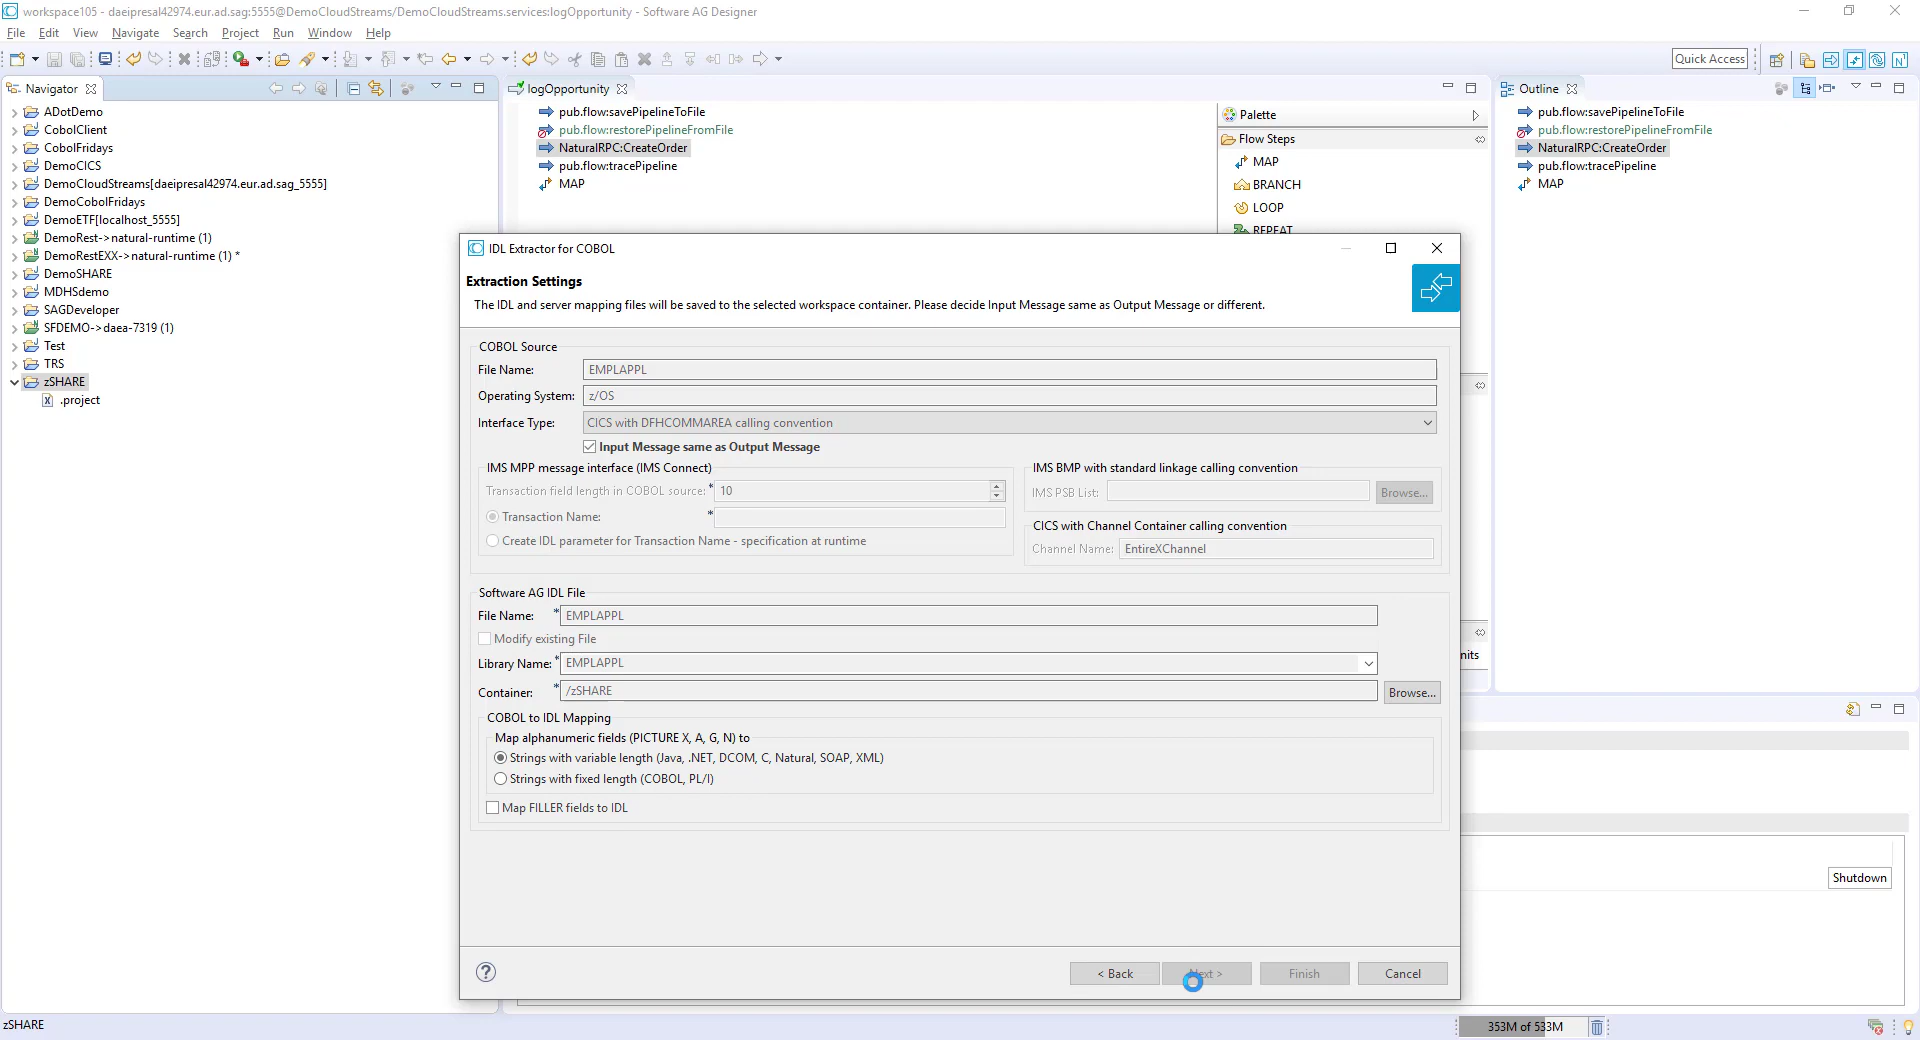 workspace105 - daeipresal42974.eur.ad.sag:5555@DemoCloudStreams/DemoCloudStreams.services:logOpportunity - Software AG Designer
File Edit View Navigate Search Project Run Window Help
Quick Access
Navigator
ADotDemo
CobolClient
CobolFridays
DemoCICS
DemoCloudStreams[daeipresal42974.eur.ad.sag_5555]
DemoCobolFridays
DemoETF[localhost_5555]
DemoRest->natural-runtime (1)
DemoRestEXX->natural-runtime (1) *
DemoSHARE
MDHSdemo
SAGDeveloper
SFDEMO->daea-7319 (1)
Test
TRS
zSHARE
.project
logOpportunity
pub.flow:savePipelineToFile
pub.flow:restorePipelineFromFile
NaturalRPC:CreateOrder
pub.flow:tracePipeline
MAP
Palette
Flow Steps
MAP
BRANCH
LOOP
REPEAT
Outline
pub.flow:savePipelineToFile
pub.flow:restorePipelineFromFile
NaturalRPC:CreateOrder
pub.flow:tracePipeline
MAP
IDL Extractor for COBOL
Extraction Settings
The IDL and server mapping files will be saved to the selected workspace container. Please decide Input Message same as Output Message or different.
COBOL Source
File Name: EMPLAPPL
Operating System: z/OS
Interface Type: CICS with DFHCOMMAREA calling convention
Input Message same as Output Message
IMS MPP message interface (IMS Connect)
Transaction field length in COBOL source: * 10
Transaction Name: *
Create IDL parameter for Transaction Name - specification at runtime
IMS BMP with standard linkage calling convention
IMS PSB List: Browse...
CICS with Channel Container calling convention
Channel Name: EntireXChannel
Software AG IDL File
File Name: * EMPLAPPL
Modify existing File
Library Name: * EMPLAPPL
Container: * /zSHARE Browse...
COBOL to IDL Mapping
Map alphanumeric fields (PICTURE X, A, G, N) to
Strings with variable length (Java, .NET, DCOM, C, Natural, SOAP, XML)
Strings with fixed length (COBOL, PL/I)
Map FILLER fields to IDL
< Back Next > Finish Cancel
nits
Shutdown
zSHARE
353M of 533M